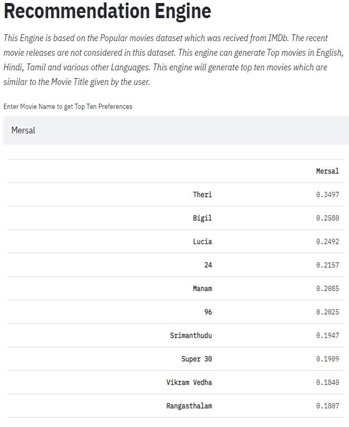 Recommendation Engine
This Engine is based on the Popular movies dataset which was recived from IMDb. The recent
movie releases are not considered in this dataset. This engine can generate Top movies in English,
Hindi, Tamil and various other Languages. This engine will generate top ten movies which are
similar to the Movie Title given by the user.
Enter Movie Name to get Top Ten Preferences
Mersal
Mersal
Theri 0.3497
Bigil 0.2580
Lucia 0.2492
24 0.2157
Manam 0.2085
96 0.2025
Srimanthudu 0.1947
Super 30 0.1909
Vikram Vedha 0.1840
Rangasthalam 0.1807